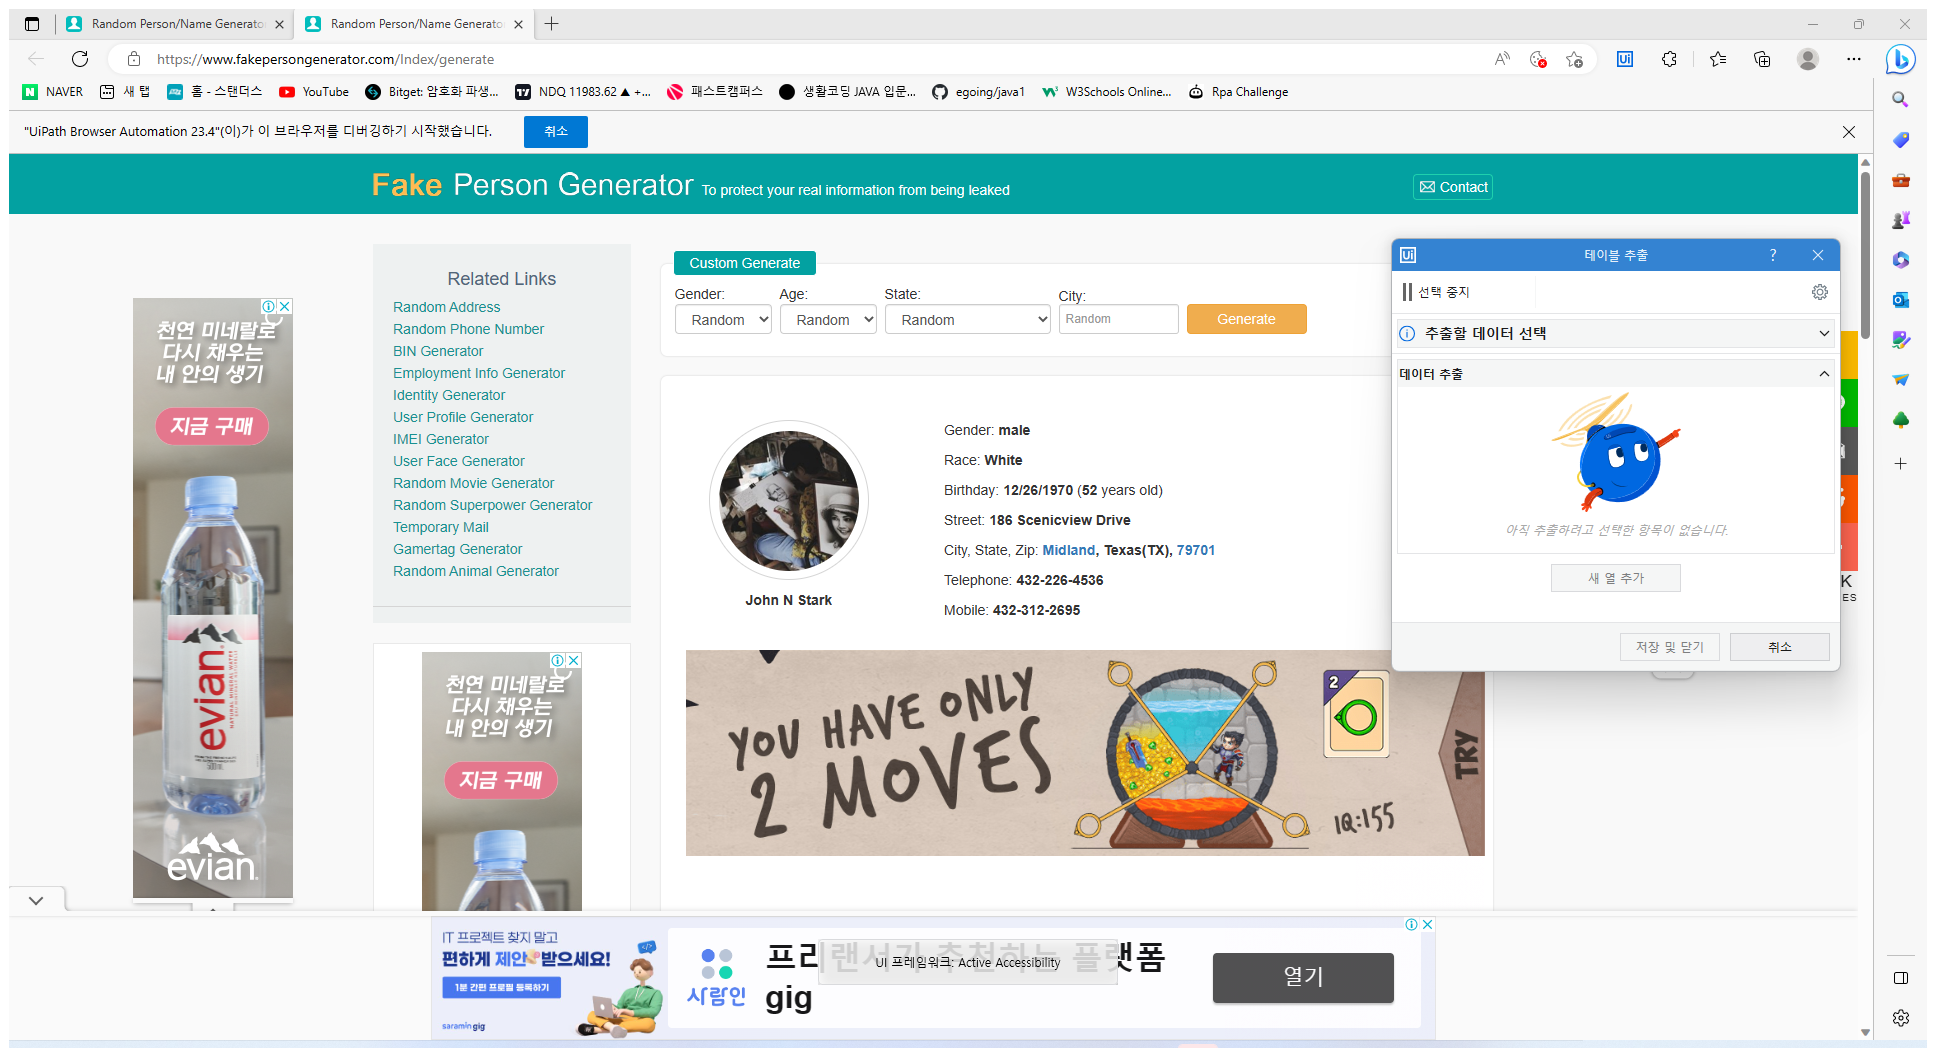 Random Person/Name Generato
Random Person/Name Generato
https://www.fakepersongenerator.com/Index/generate
NAVER
새 탭
홈 - 스탠더스
YouTube
Bitget: 암호화 파생...
NDQ 11983.62 ▲ +...
패스트캠퍼스
생활코딩 JAVA 입문...
egoing/java1
W3Schools Online...
Rpa Challenge
"UiPath Browser Automation 23.4"(이)가 이 브라우저를 디버깅하기 시작했습니다.
취소
Fake Person Generator To protect your real information from being leaked
Contact
Related Links
Random Address
Random Phone Number
BIN Generator
Employment Info Generator
Identity Generator
User Profile Generator
IMEI Generator
User Face Generator
Random Movie Generator
Random Superpower Generator
Temporary Mail
Gamertag Generator
Random Animal Generator
천연 미네랄로
다시 채우는
내 안의 생기
지금 구매
evian
NATURAL MINERAL WATER
evian.
천연 미네랄로
다시 채우는
내 안의 생기
지금 구매
Custom Generate
Gender:
Random
Age:
Random
State:
Random
City:
Random
Generate
John N Stark
Gender: male
Race: White
Birthday: 12/26/1970 (52 years old)
Street: 186 Scenicview Drive
City, State, Zip: Midland, Texas(TX), 79701
Telephone: 432-226-4536
Mobile: 432-312-2695
YOU HAVE ONLY
2 MOVES
2
IQ:155
TRY
Ui
테이블 추출
?
선택 중지
추출할 데이터 선택
데이터 추출
아직 추출하려고 선택한 항목이 없습니다.
새 열 추가
저장 및 닫기
취소
K
ES
IT 프로젝트 찾지 말고
편하게 제안 받으세요!
1분 간편 프로필 등록하기
saramin gig
사람인
프리랜서가 추천하는 플랫폼
gig
UI 프레임워크: Active Accessibility
열기